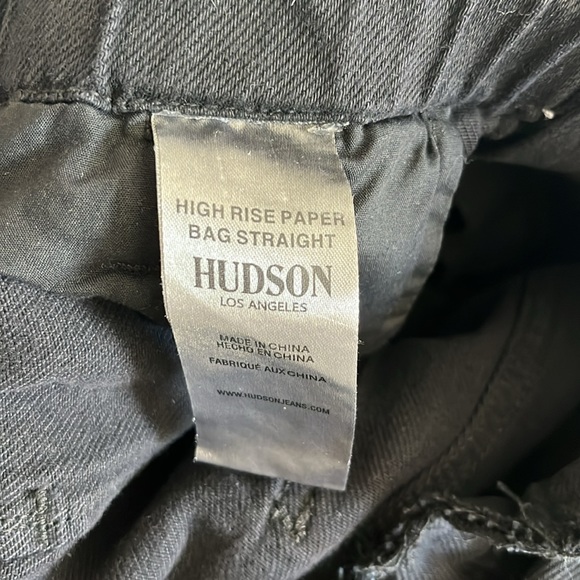 HIGH RISE PAPER
BAG STRAIGHT
HUDSON
LOS ANGELES
MADE IN CHINA
HECHO EN CHINA
FABRIQUÉ AUX CHINA
WWW.HUDSONJEANS.COM